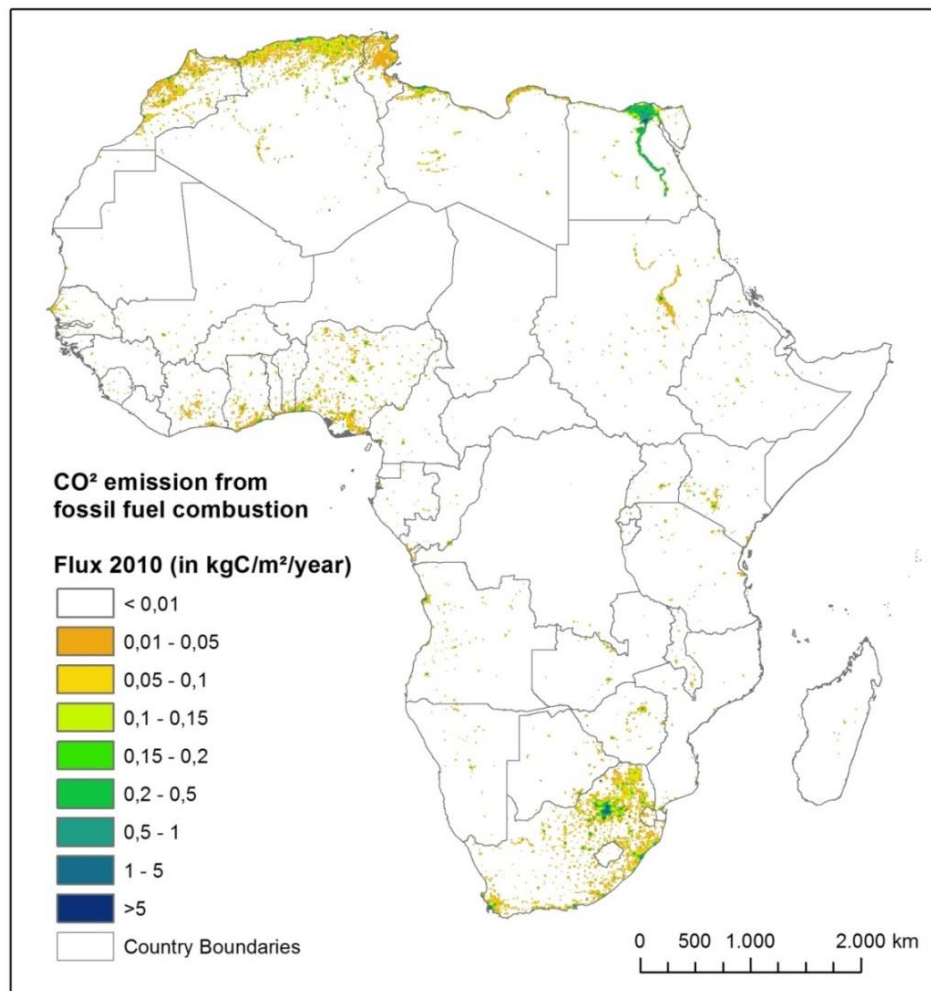 CO² emission from
fossil fuel combustion
Flux 2010 (in kgC/m²/year)
< 0,01
0,01 - 0,05
0,05 - 0,1
0,1 - 0,15
0,15 - 0,2
0,2 - 0,5
0,5 - 1
1 - 5
>5
Country Boundaries
0 500 1.000 2.000 km